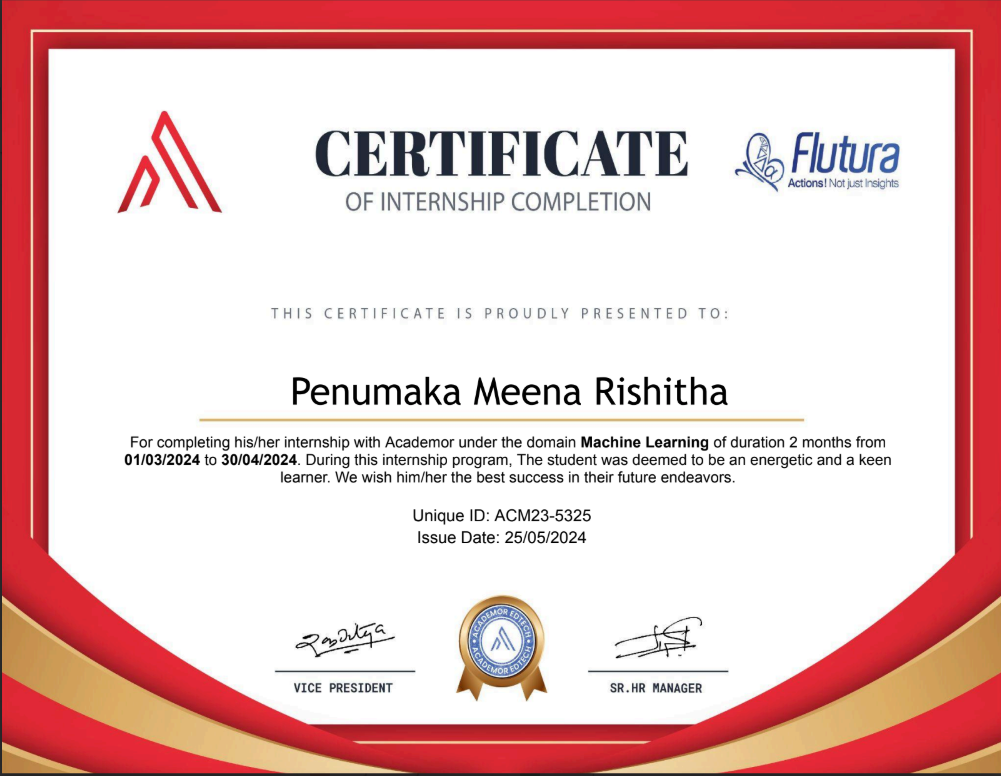 CERTIFICATE
OF INTERNSHIP COMPLETION
Flutura
Actions! Not just Insights
THIS CERTIFICATE IS PROUDLY PRESENTED TO:
Penumaka Meena Rishitha
For completing his/her internship with Academor under the domain Machine Learning of duration 2 months from
01/03/2024 to 30/04/2024. During this internship program, The student was deemed to be an energetic and a keen
learner. We wish him/her the best success in their future endeavors.
Unique ID: ACM23-5325
Issue Date: 25/05/2024
ACADEMOR EDTECH
ACADEMOR EDTECH
VICE PRESIDENT
SR.HR MANAGER